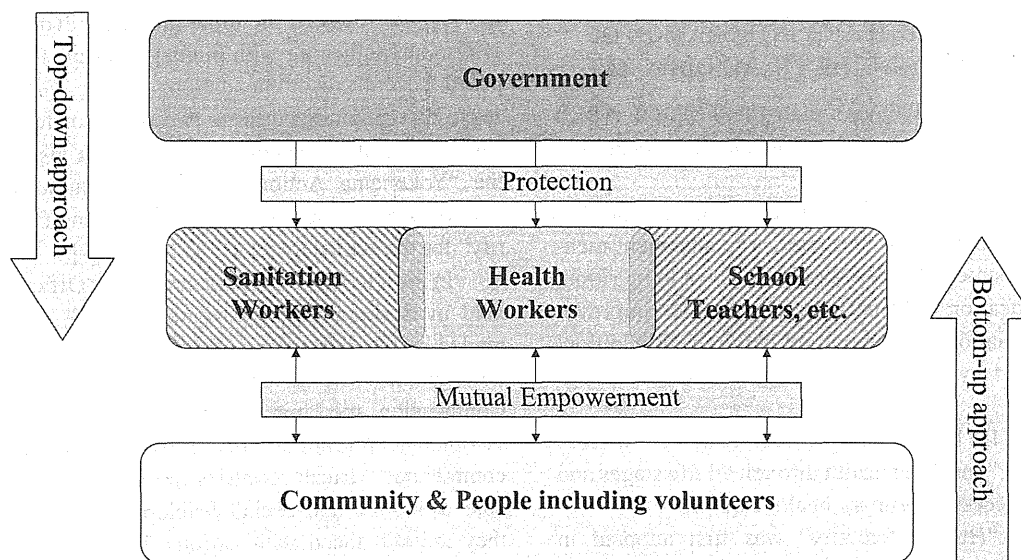 Top-down approach
Government
Protection
Sanitation
Workers
Health
Workers
School
Teachers, etc.
Bottom-up approach
Mutual Empowerment
Community & People including volunteers